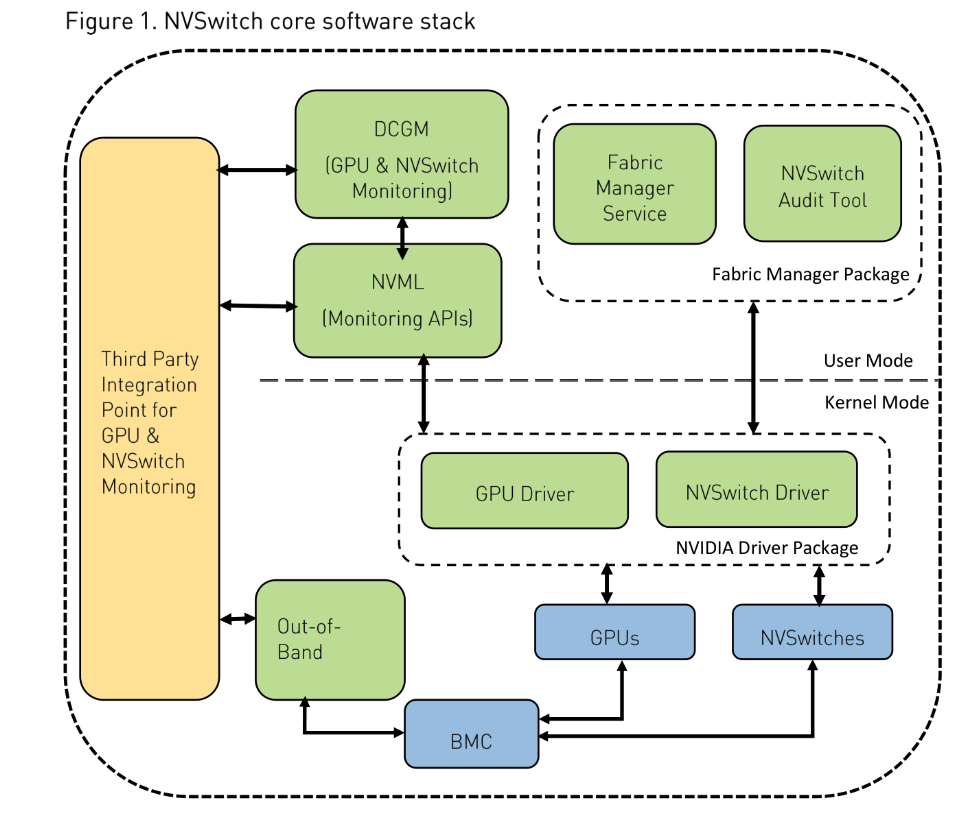 Figure 1. NVSwitch core software stack
DCGM
(GPU & NVSwitch
Monitoring)
Fabric
Manager
Service
NVSwitch
Audit Tool
Fabric Manager Package
NVML
(Monitoring APIs)
Third Party
Integration
Point for
GPU &
NVSwitch
Monitoring
User Mode
Kernel Mode
GPU Driver
NVSwitch Driver
NVIDIA Driver Package
Out-of-
Band
GPUs
NVSwitches
BMC